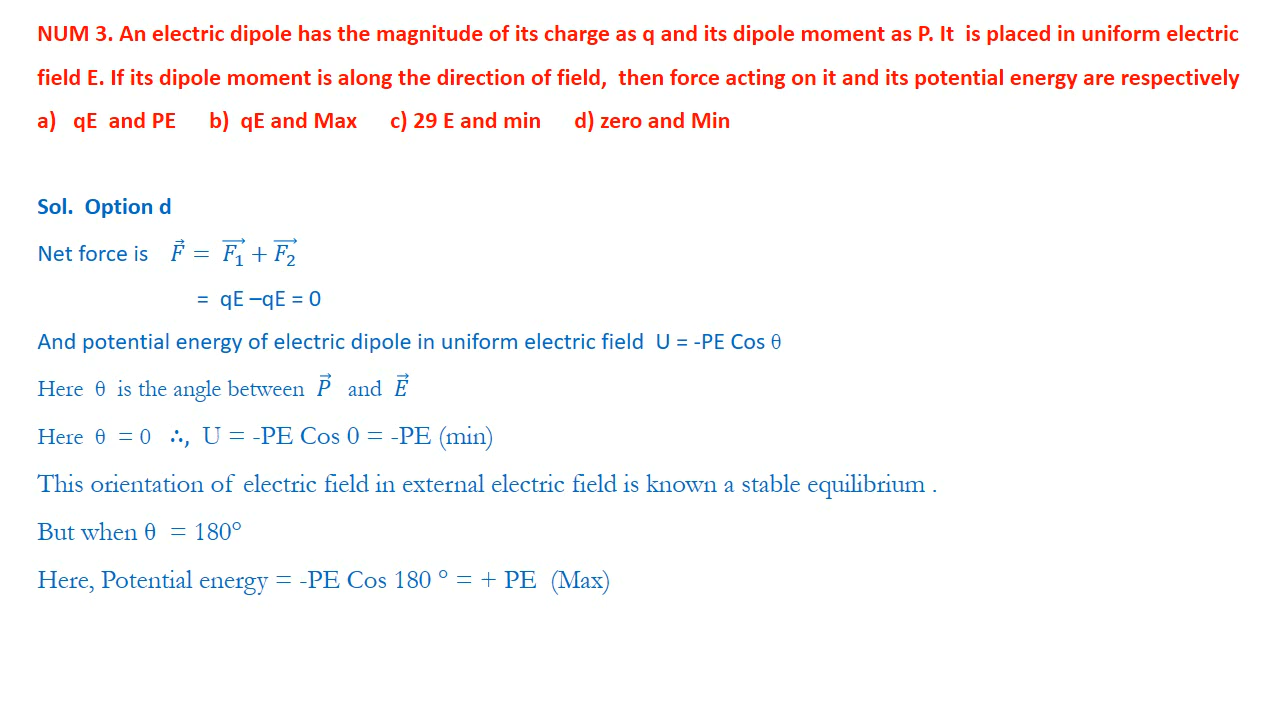 NUM 3. An electric dipole has the magnitude of its charge as q and its dipole moment as P. It is placed in uniform electric
field E. If its dipole moment is along the direction of field, then force acting on it and its potential energy are respectively
a) qE and PE b) qE and Max c) 29 E and min d) zero and Min
Sol. Option d
Net force is F⃗ = F₁⃗ + F₂⃗
= qE –qE = 0
And potential energy of electric dipole in uniform electric field U = -PE Cos θ
Here θ is the angle between P⃗ and E⃗
Here θ = 0 ∴, U = -PE Cos 0 = -PE (min)
This orientation of electric field in external electric field is known a stable equilibrium .
But when θ = 180°
Here, Potential energy = -PE Cos 180 ° = + PE (Max)